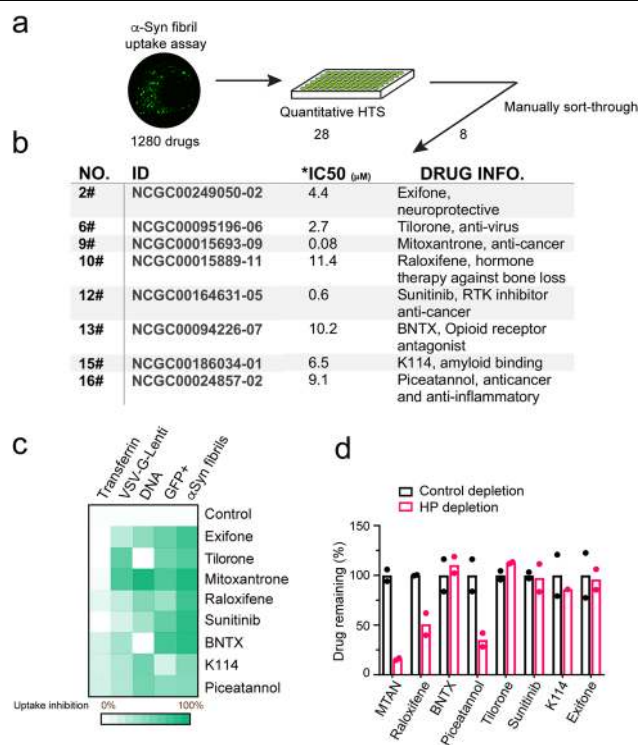 a
α-Syn fibril
uptake assay
1280 drugs
Quantitative HTS
28
Manually sort-through
8
b
NO. ID *IC50 (μM) DRUG INFO.
2# NCGC00249050-02 4.4 Exifone,
neuroprotective
6# NCGC00095196-06 2.7 Tilorone, anti-virus
9# NCGC00015693-09 0.08 Mitoxantrone, anti-cancer
10# NCGC00015889-11 11.4 Raloxifene, hormone
therapy against bone loss
12# NCGC00164631-05 0.6 Sunitinib, RTK inhibitor
anti-cancer
13# NCGC00094226-07 10.2 BNTX, Opioid receptor
antagonist
15# NCGC00186034-01 6.5 K114, amyloid binding
16# NCGC00024857-02 9.1 Piceatannol, anticancer
and anti-inflammatory
c
Transferrin
VSV-G-Lenti
DNA
GFP+
αSyn fibrils
Control
Exifone
Tilorone
Mitoxantrone
Raloxifene
Sunitinib
BNTX
K114
Piceatannol
Uptake inhibition 0% 100%
d
Control depletion
HP depletion
Drug remaining (%)
150
100
50
0
MTAN
Raloxifene
BNTX
Piceatannol
Tilorone
Sunitinib
K114
Exifone